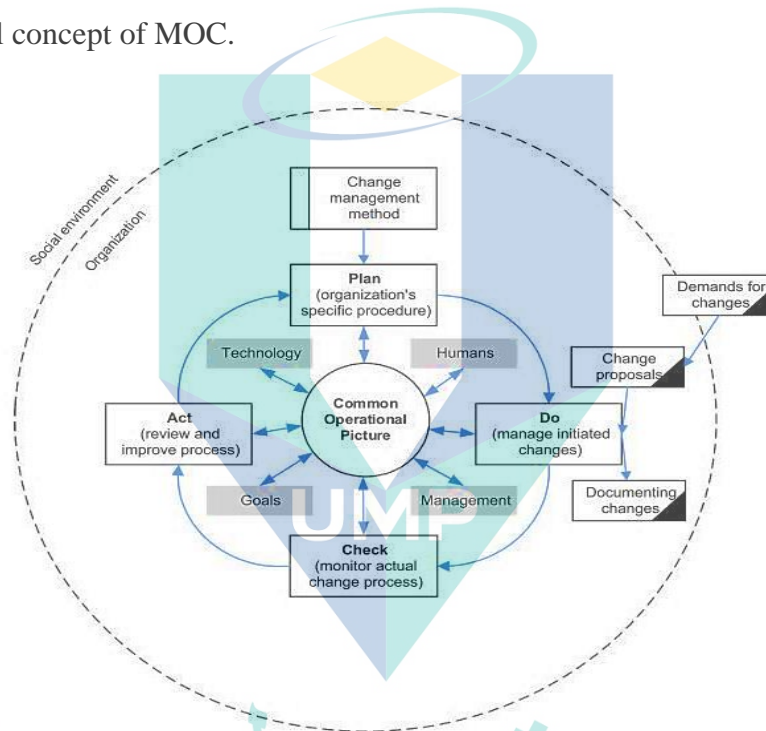 l concept of MOC.
Social environment
Organization
Change
management
method
Plan
(organization's
specific procedure)
Demands for
changes
Technology
Humans
Change
proposals
Common
Operational
Picture
Act
(review and
improve process)
Do
(manage initiated
changes)
Goals
Management
Documenting
changes
UMP
Check
(monitor actual
change process)